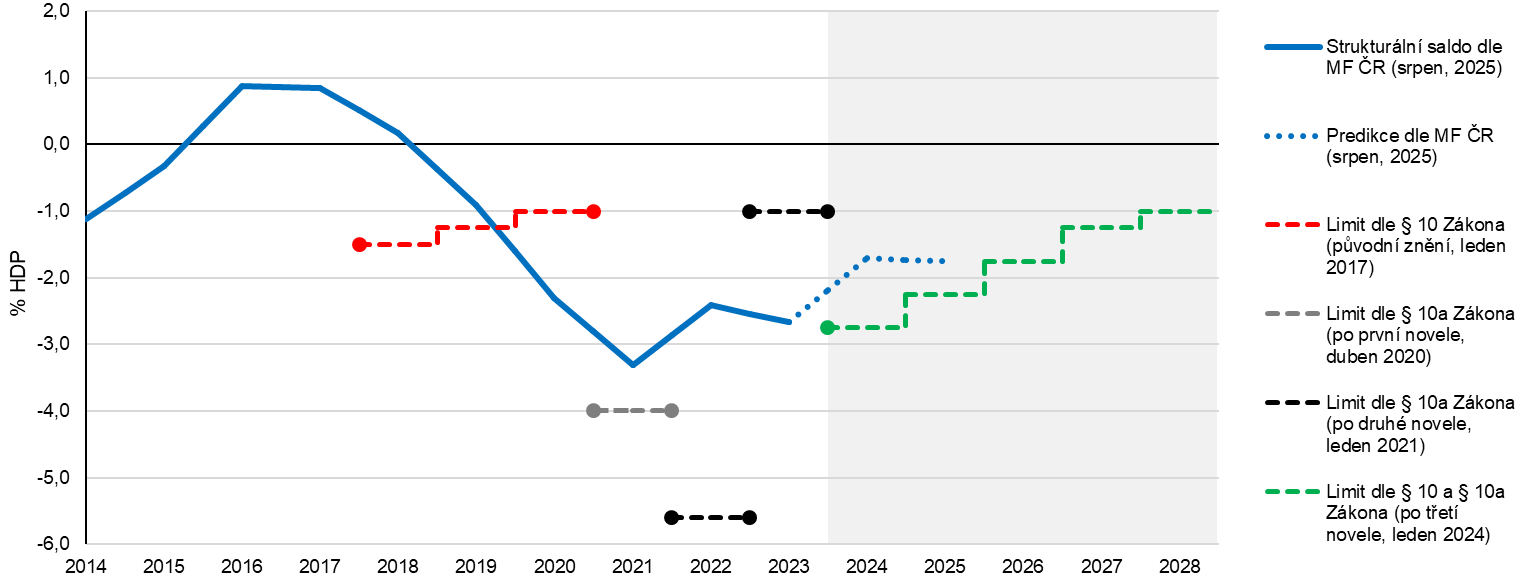 2,0
1,0
0,0
-1,0
-2,0
-3,0
-4,0
-5,0
-6,0
% HDP
2014 2015 2016 2017 2018 2019 2020 2021 2022 2023 2024 2025 2026 2027 2028
Strukturální saldo dle
MF ČR (srpen, 2025)
Predikce dle MF ČR
(srpen, 2025)
Limit dle § 10 Zákona
(původní znění, leden
2017)
Limit dle § 10a Zákona
(po první novele,
duben 2020)
Limit dle § 10a Zákona
(po druhé novele,
leden 2021)
Limit dle § 10 a § 10a
Zákona (po třetí
novele, leden 2024)